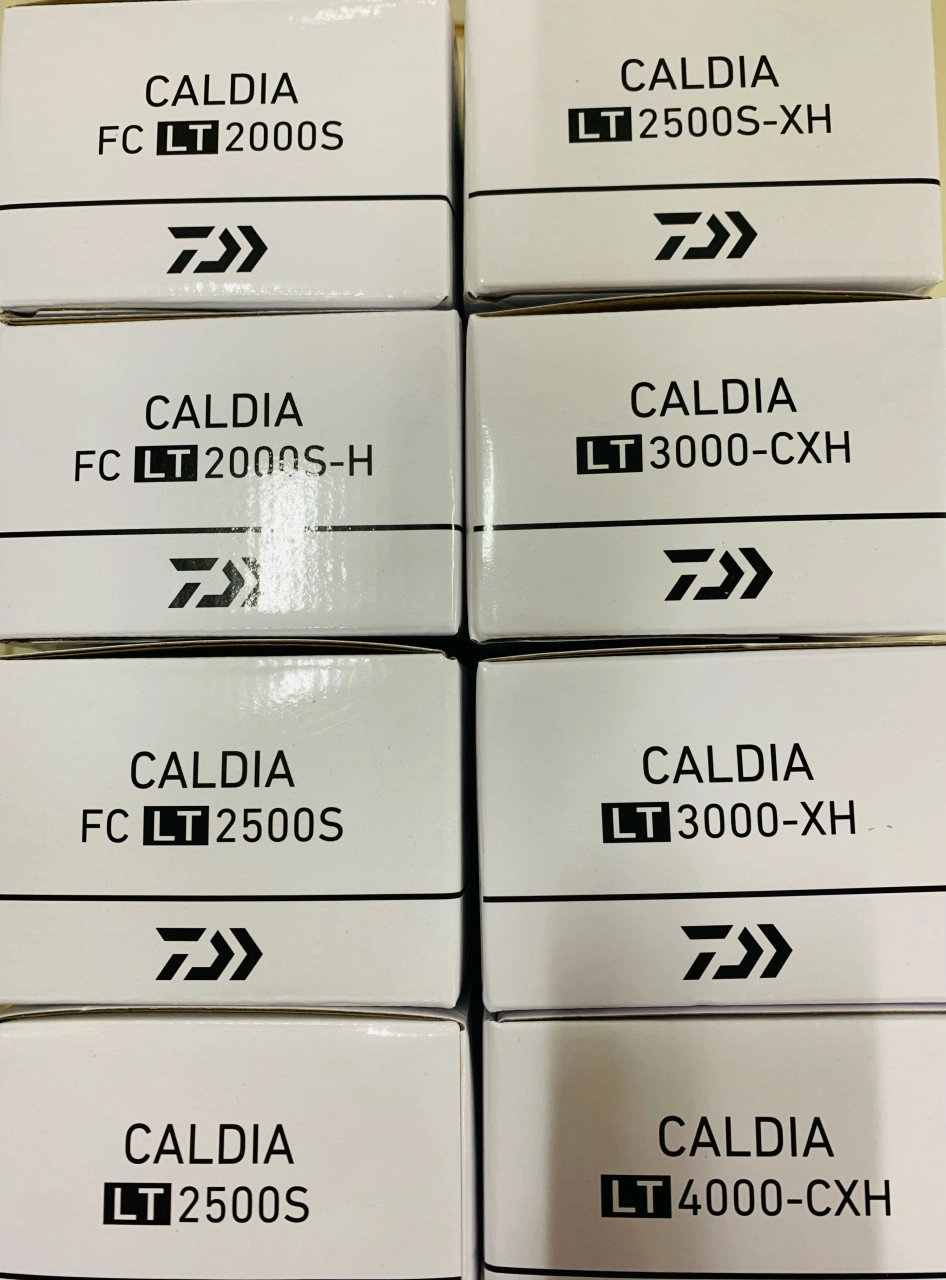 CALDIA
FC LT 2000S
CALDIA
LT 2500S-XH
CALDIA
FC LT 2000S-H
CALDIA
LT 3000-CXH
CALDIA
FC LT 2500S
CALDIA
LT 3000-XH
CALDIA
LT 2500S
CALDIA
LT 4000-CXH